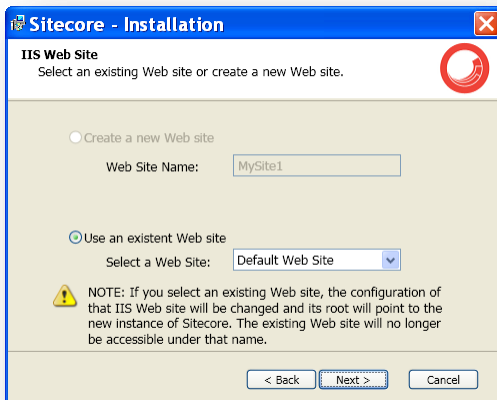 Sitecore - Installation
IIS Web Site
Select an existing Web site or create a new Web site.
Create a new Web site
Web Site Name: MySite1
Use an existent Web site
Select a Web Site: Default Web Site
NOTE: If you select an existing Web site, the configuration of
that IIS Web site will be changed and its root will point to the
new instance of Sitecore. The existing Web site will no longer
be accessible under that name.
< Back Next > Cancel